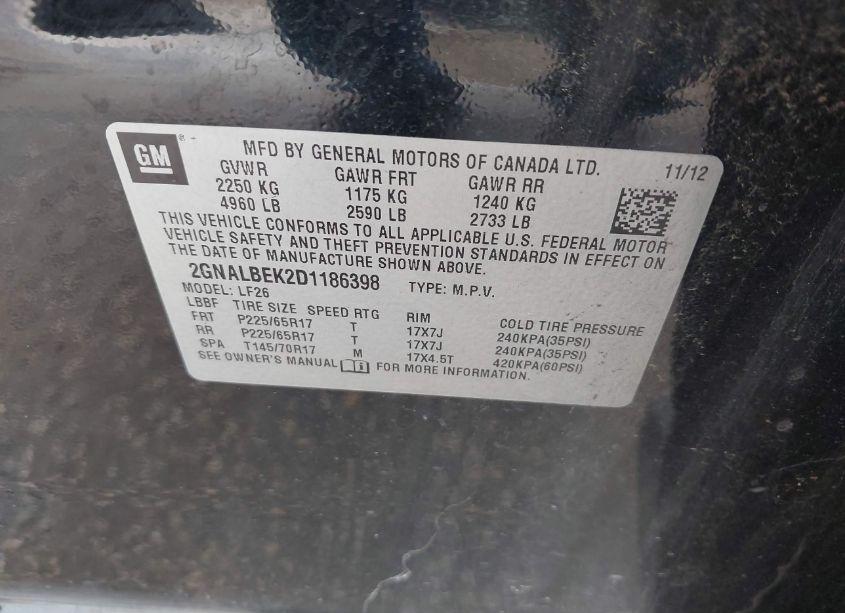 GM ®
MFD BY GENERAL MOTORS OF CANADA LTD. 11/12
GVWR GAWR FRT GAWR RR
2250 KG 1175 KG 1240 KG
4960 LB 2590 LB 2733 LB
THIS VEHICLE CONFORMS TO ALL APPLICABLE U.S. FEDERAL MOTOR
VEHICLE SAFETY AND THEFT PREVENTION STANDARDS IN EFFECT ON
THE DATE OF MANUFACTURE SHOWN ABOVE.
2GNALBEK2D1186398 TYPE: M.P.V.
MODEL: LF26
LBBF TIRE SIZE SPEED RTG RIM COLD TIRE PRESSURE
FRT P225/65R17 T 17X7J 240KPA(35PSI)
RR P225/65R17 T 17X7J 240KPA(35PSI)
SPA T145/70R17 M 17X4.5T 420KPA(60PSI)
SEE OWNER'S MANUAL FOR MORE INFORMATION.